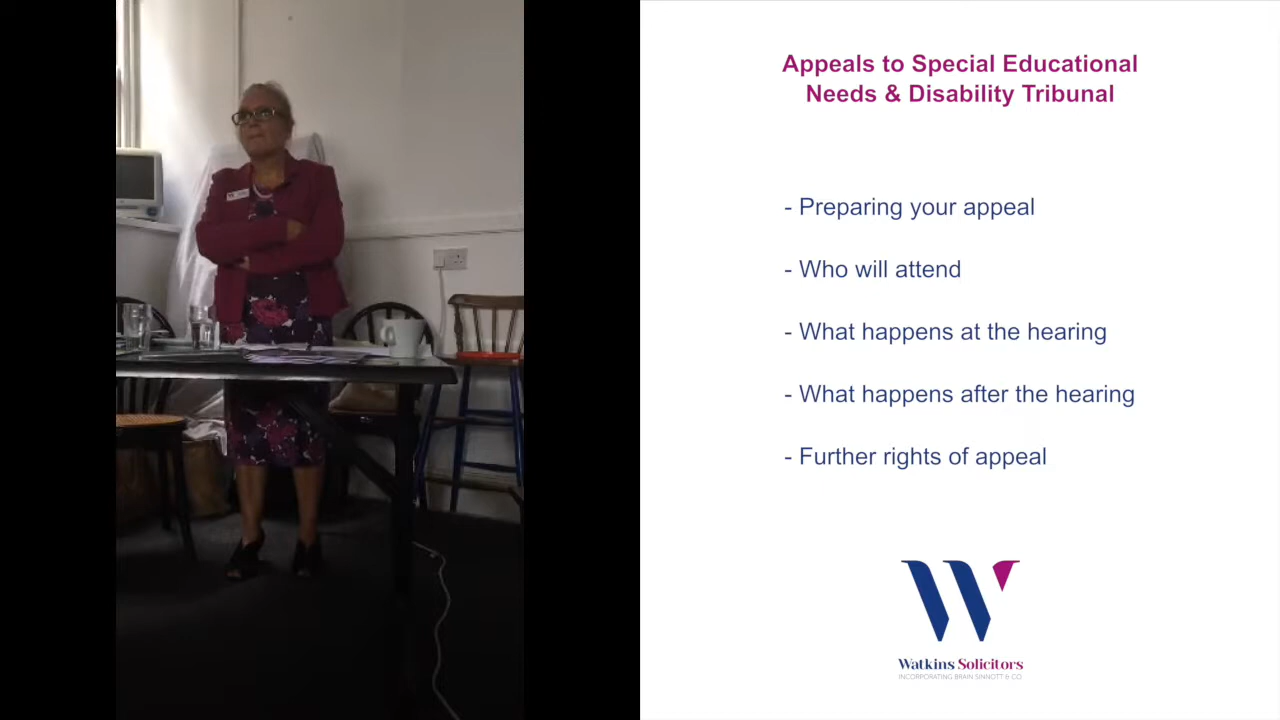 Appeals to Special Educational
Needs & Disability Tribunal
- Preparing your appeal
- Who will attend
- What happens at the hearing
- What happens after the hearing
- Further rights of appeal
Watkins Solicitors
INCORPORATING BRAIN SINNOTT & CO